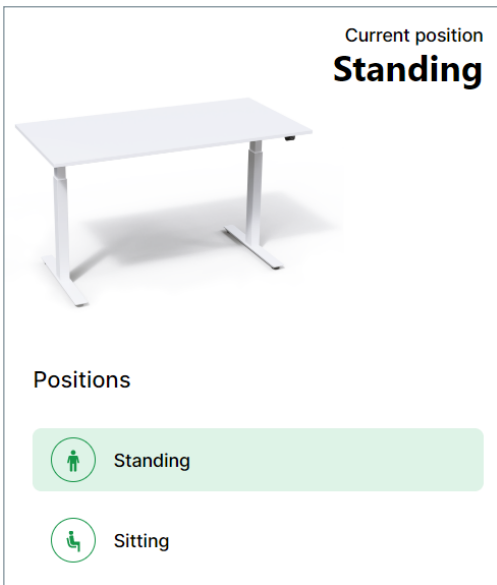 Current position
Standing
Positions
Standing
Sitting